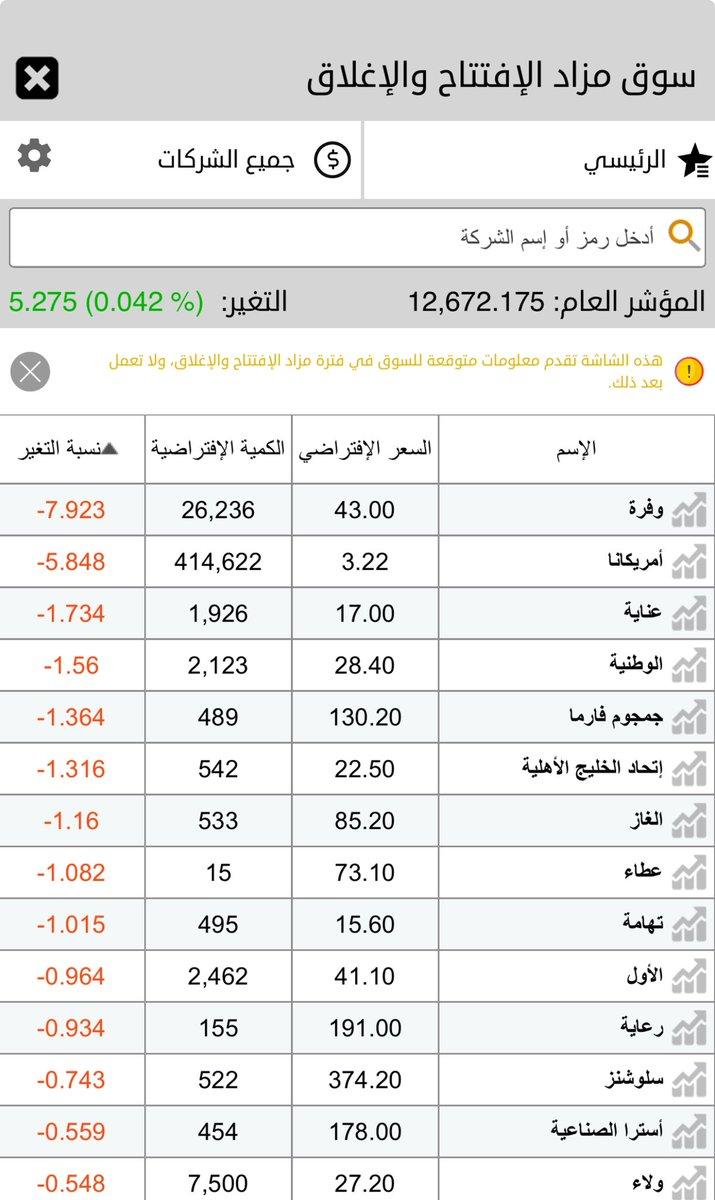 سوق مزاد الإفتتاح والإغلاق
الرئيسي
جميع الشركات
أدخل رمز أو إسم الشركة
المؤشر العام: 12,672.175 التغير: 5.275 (0.042 %)
هذه الشاشة تقدم معلومات متوقعة للسوق في فترة مزاد الإفتتاح والإغلاق، ولا تعمل
بعد ذلك.
الإسم السعر الإفتراضي الكمية الإفتراضية نسبة التغير
وفرة 43.00 26,236 -7.923
أمريكانا 3.22 414,622 -5.848
عناية 17.00 1,926 -1.734
الوطنية 28.40 2,123 -1.56
جمجوم فارما 130.20 489 -1.364
إتحاد الخليج الأهلية 22.50 542 -1.316
الغاز 85.20 533 -1.16
عطاء 73.10 15 -1.082
تهامة 15.60 495 -1.015
الأول 41.10 2,462 -0.964
رعاية 191.00 155 -0.934
سلوشنز 374.20 522 -0.743
أسترا الصناعية 178.00 454 -0.559
ولاء 27.20 7,500 -0.548